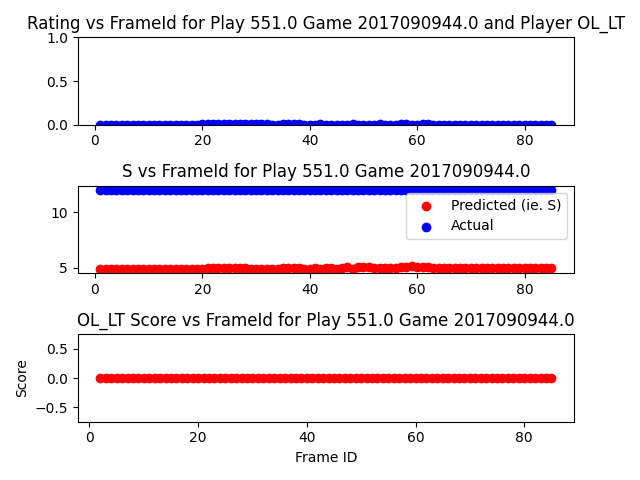 Rating vs FrameId for Play 551.0 Game 2017090944.0 and Player OL_LT
1.0
0.5
0.0
0 20 40 60 80
S vs FrameId for Play 551.0 Game 2017090944.0
10
5
Predicted (ie. S)
Actual
0 20 40 60 80
OL_LT Score vs FrameId for Play 551.0 Game 2017090944.0
Score
0.5
0.0
−0.5
0 20 40 60 80
Frame ID